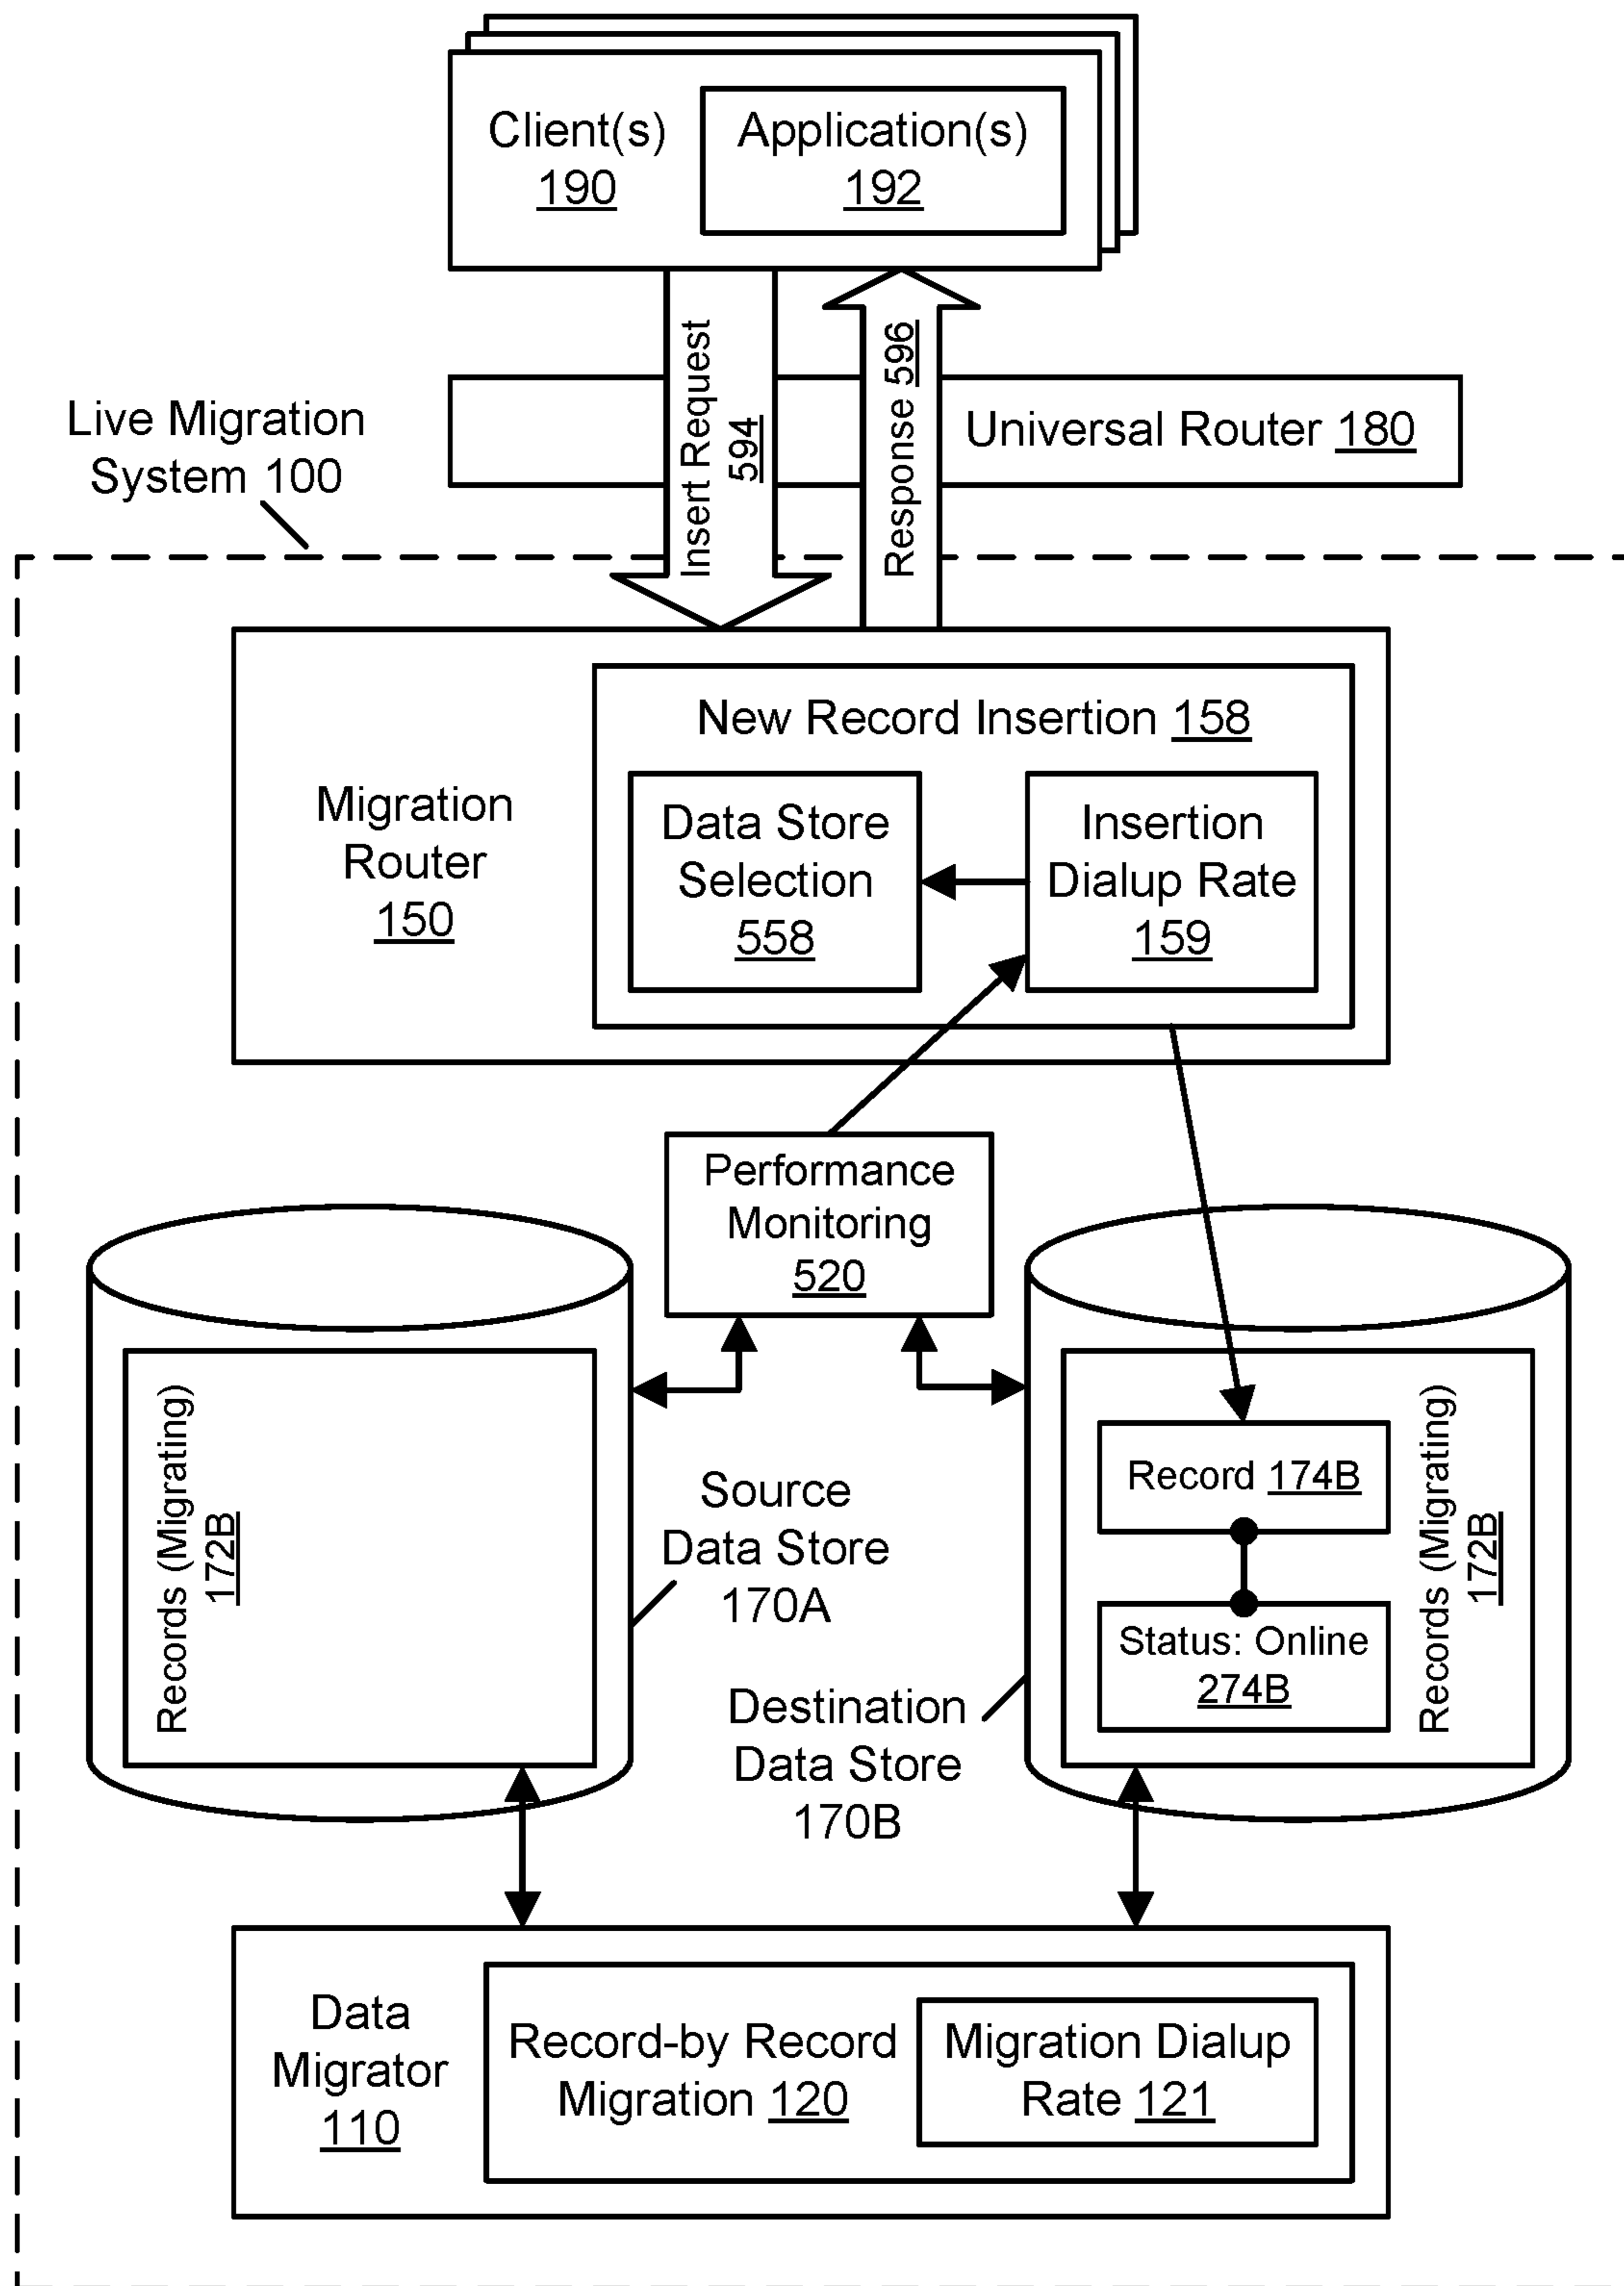 Client(s)
190
Application(s)
192
Insert Request
594
Response 596
Universal Router 180
Live Migration
System 100
New Record Insertion 158
Migration
Router
150
Data Store
Selection
558
Insertion
Dialup Rate
159
Performance
Monitoring
520
Records (Migrating)
172B
Source
Data Store
170A
Record 174B
Status: Online
274B
Records (Migrating)
172B
Destination
Data Store
170B
Data
Migrator
110
Record-by Record
Migration 120
Migration Dialup
Rate 121